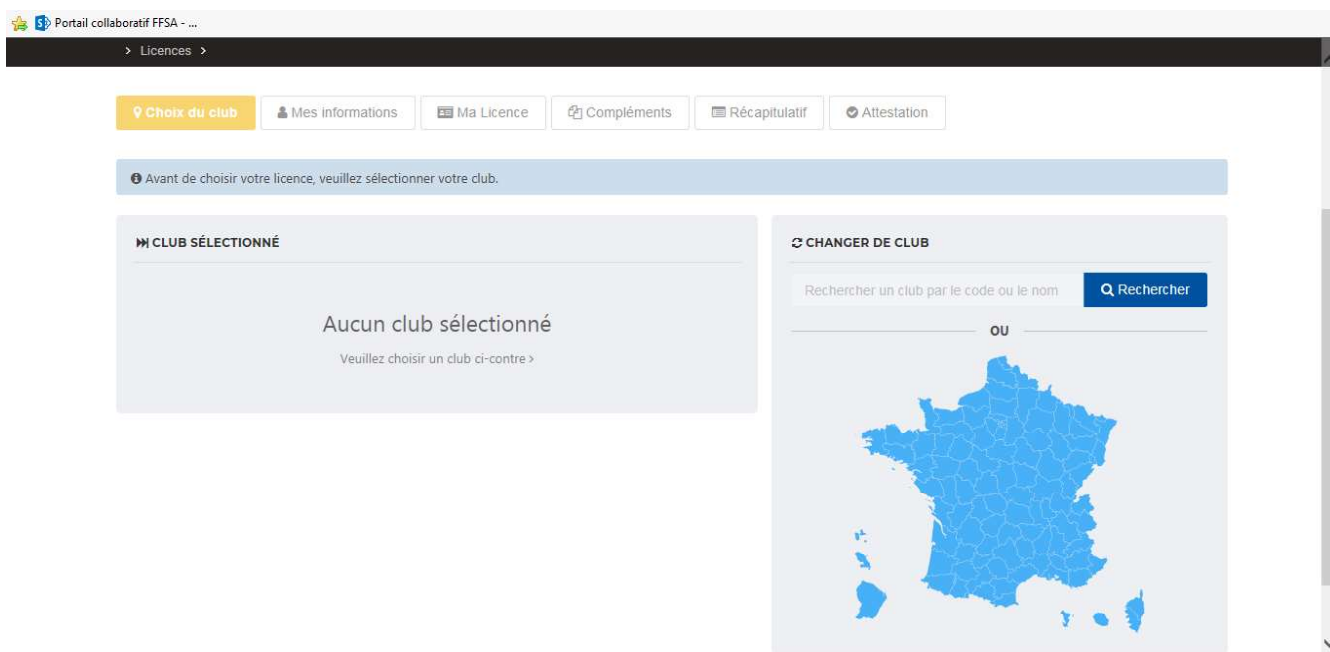 Portail collaboratif FFSA - ...
> Licences >
Choix du club
Mes informations
Ma Licence
Compléments
Récapitulatif
Attestation
Avant de choisir votre licence, veuillez sélectionner votre club.
CLUB SÉLECTIONNÉ
Aucun club sélectionné
Veuillez choisir un club ci-contre >
CHANGER DE CLUB
Rechercher un club par le code ou le nom
Rechercher
OU